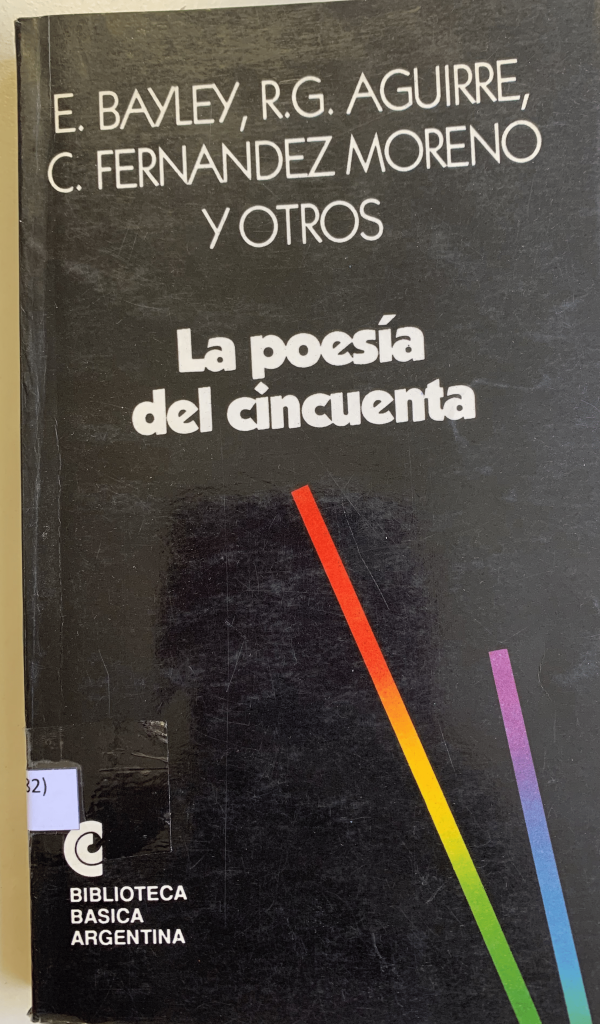 E. BAYLEY, R.G. AGUIRRE,
C. FERNANDEZ MORENO
Y OTROS
La poesía
del cincuenta
32)
BIBLIOTECA
BASICA
ARGENTINA